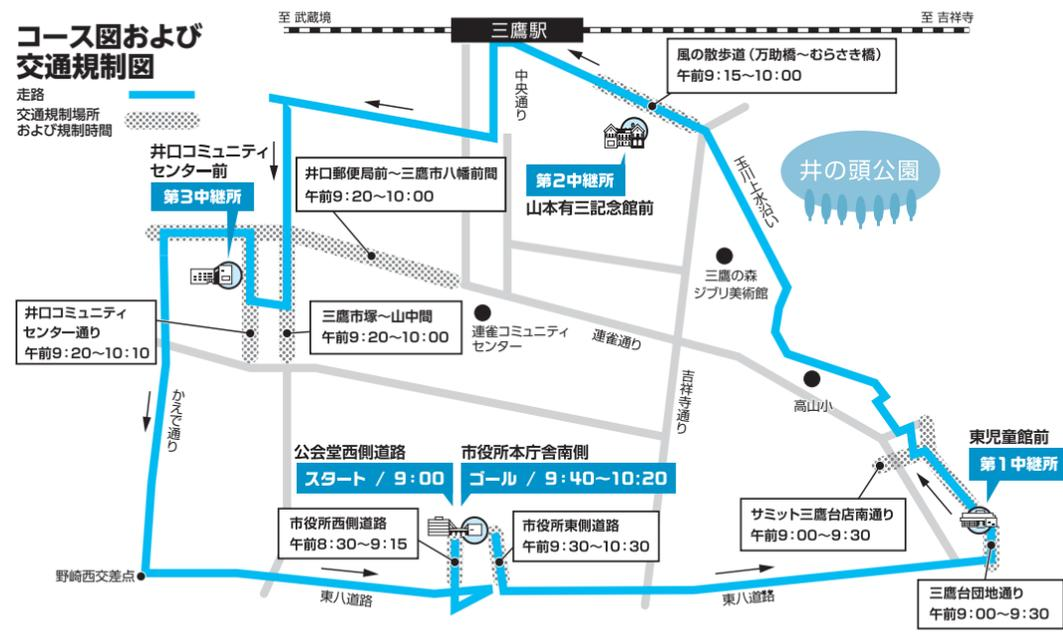 コース図および
交通規制図
走路
交通規制場所
および規制時間
至 武蔵境
三鷹駅
至 吉祥寺
風の散歩道（万助橋〜むらさき橋）
午前9:15〜10:00
中央通り
井口コミュニティ
センター前
第3中継所
井口郵便局前〜三鷹市八幡前間
午前9:20〜10:00
第2中継所
山本有三記念館前
玉川上水沿い
井の頭公園
三鷹の森
ジブリ美術館
井口コミュニティ
センター通り
午前9:20〜10:10
三鷹市塚〜山中間
午前9:20〜10:00
連雀コミュニティ
センター
連雀通り
吉祥寺通り
高山小
かえで通り
公会堂西側道路
スタート / 9:00
市役所本庁舎南側
ゴール / 9:40〜10:20
東児童館前
第1中継所
市役所西側道路
午前8:30〜9:15
市役所東側道路
午前9:30〜10:30
サミット三鷹台店南通り
午前9:00〜9:30
野崎西交差点
東八道路
東八道路
三鷹台団地通り
午前9:00〜9:30